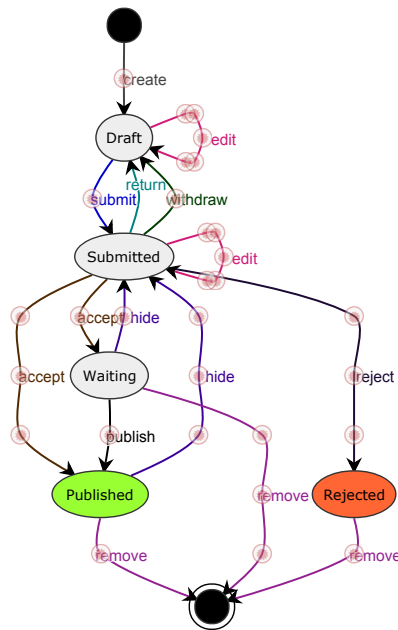 create
Draft
edit
return
submit
withdraw
Submitted
edit
accept
hide
accept
Waiting
hide
reject
publish
Published
remove
Rejected
remove
remove